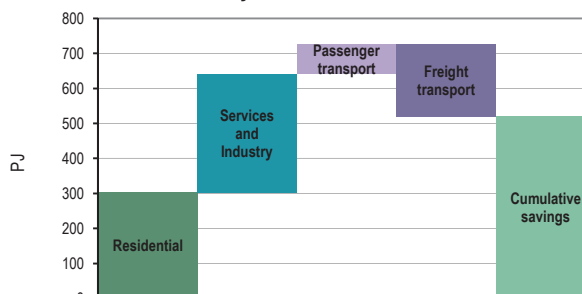 800
700
600
500
400
300
200
100
PJ
Residential
Services
and
Industry
Passenger
transport
Freight
transport
Cumulative
savings